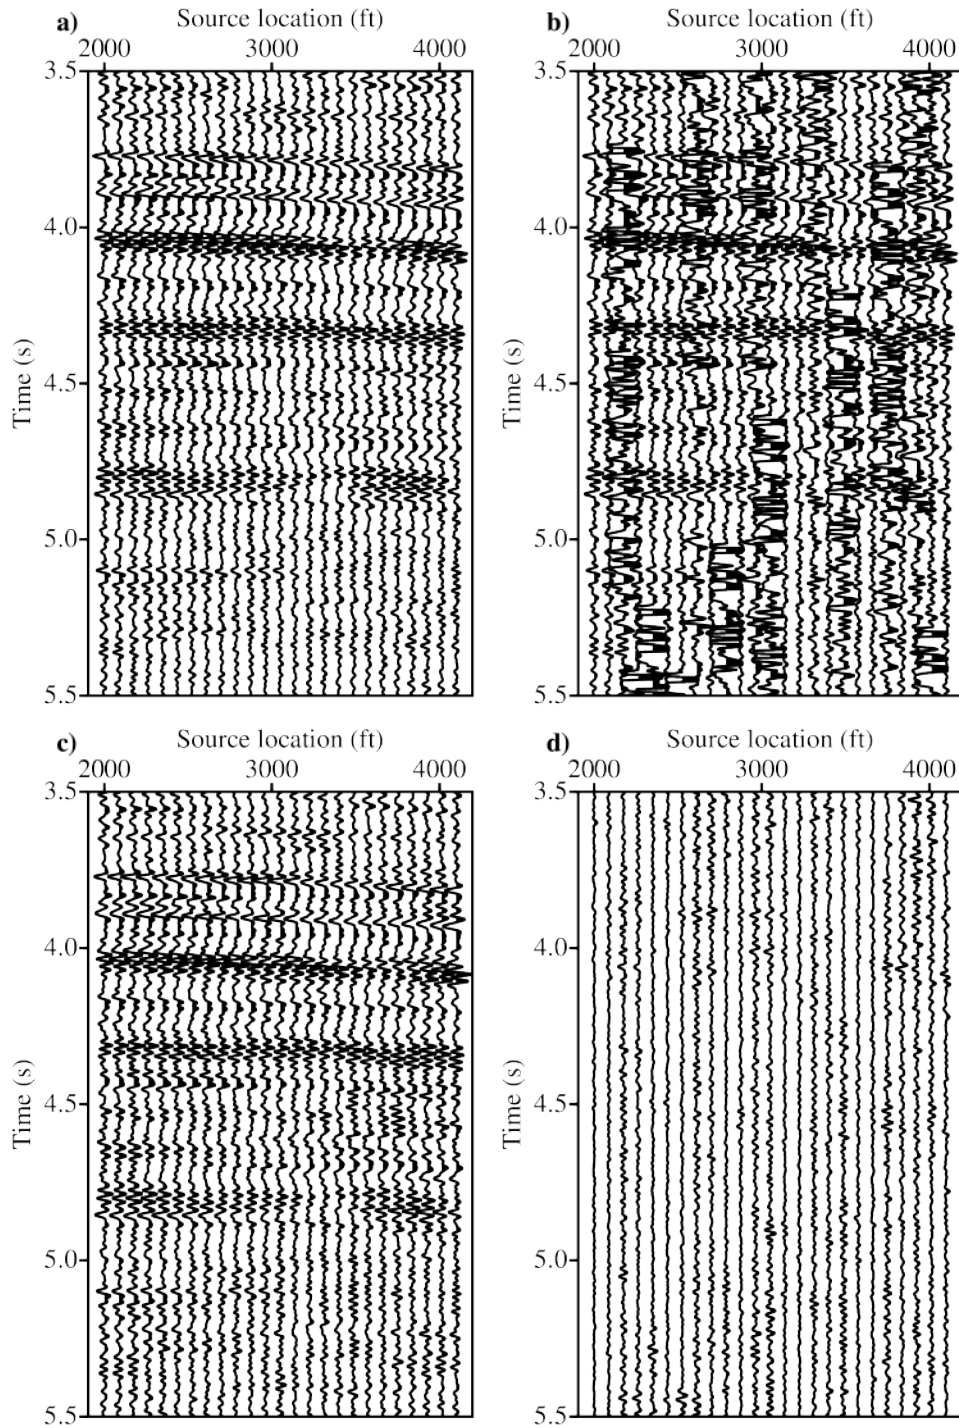 a) Source location (ft)
2000 3000 4000
3.5
4.0
4.5
5.0
5.5
Time (s)
b) Source location (ft)
2000 3000 4000
3.5
4.0
4.5
5.0
5.5
Time (s)
c) Source location (ft)
2000 3000 4000
3.5
4.0
4.5
5.0
5.5
Time (s)
d) Source location (ft)
2000 3000 4000
3.5
4.0
4.5
5.0
5.5
Time (s)